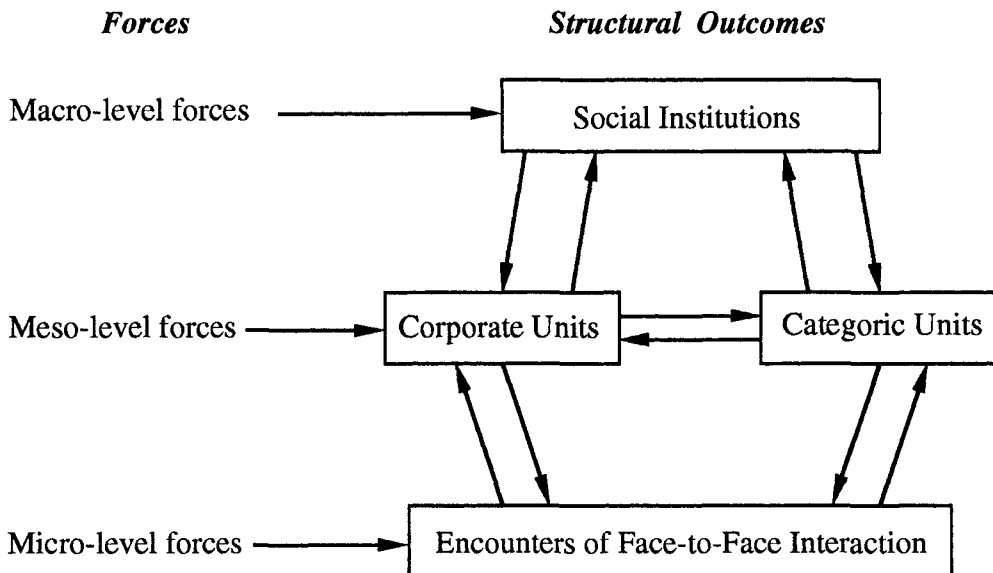 Forces
Structural Outcomes
Macro-level forces
Social Institutions
Meso-level forces
Corporate Units
Categoric Units
Micro-level forces
Encounters of Face-to-Face Interaction